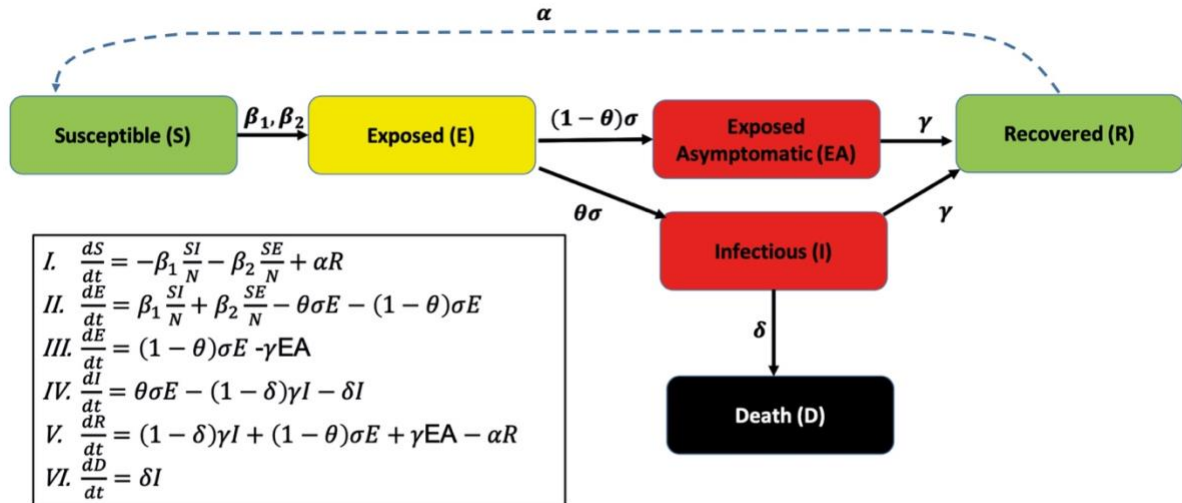 α
Susceptible (S)
β₁, β₂
Exposed (E)
(1 − θ)σ
Exposed
Asymptomatic (EA)
γ
Recovered (R)
θσ
Infectious (I)
γ
δ
Death (D)
I. dS/dt = −β₁ SI/N − β₂ SE/N + αR
II. dE/dt = β₁ SI/N + β₂ SE/N − θσE − (1 − θ)σE
III. dE/dt = (1 − θ)σE -γEA
IV. dI/dt = θσE − (1 − δ)γI − δI
V. dR/dt = (1 − δ)γI + (1 − θ)σE + γEA − αR
VI. dD/dt = δI